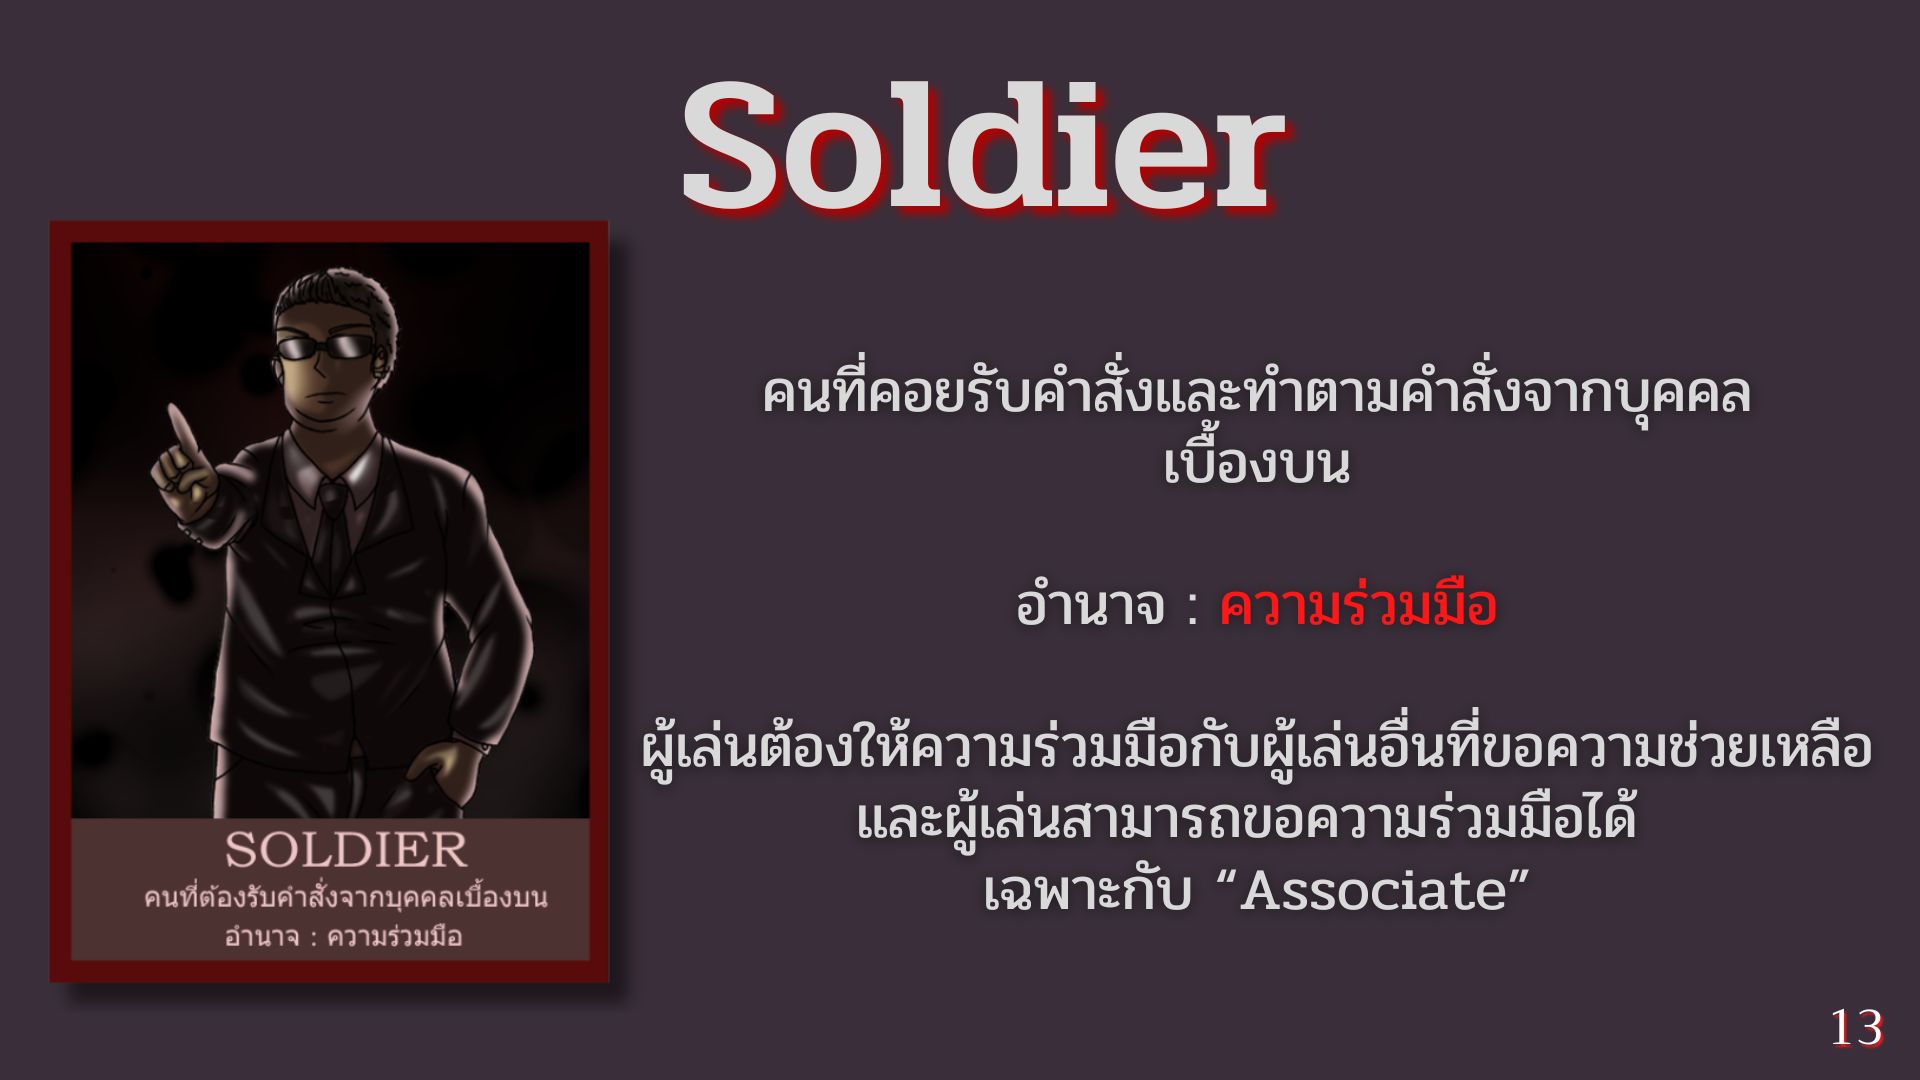 Soldier
SOLDIER
คนที่ต้องรับคำสั่งจากบุคคลเบื้องบน
อำนาจ : ความร่วมมือ
คนที่คอยรับคำสั่งและทำตามคำสั่งจากบุคคล
เบื้องบน
อำนาจ : ความร่วมมือ
ผู้เล่นต้องให้ความร่วมมือกับผู้เล่นอื่นที่ขอความช่วยเหลือ
และผู้เล่นสามารถขอความร่วมมือได้
เฉพาะกับ “Associate”
13